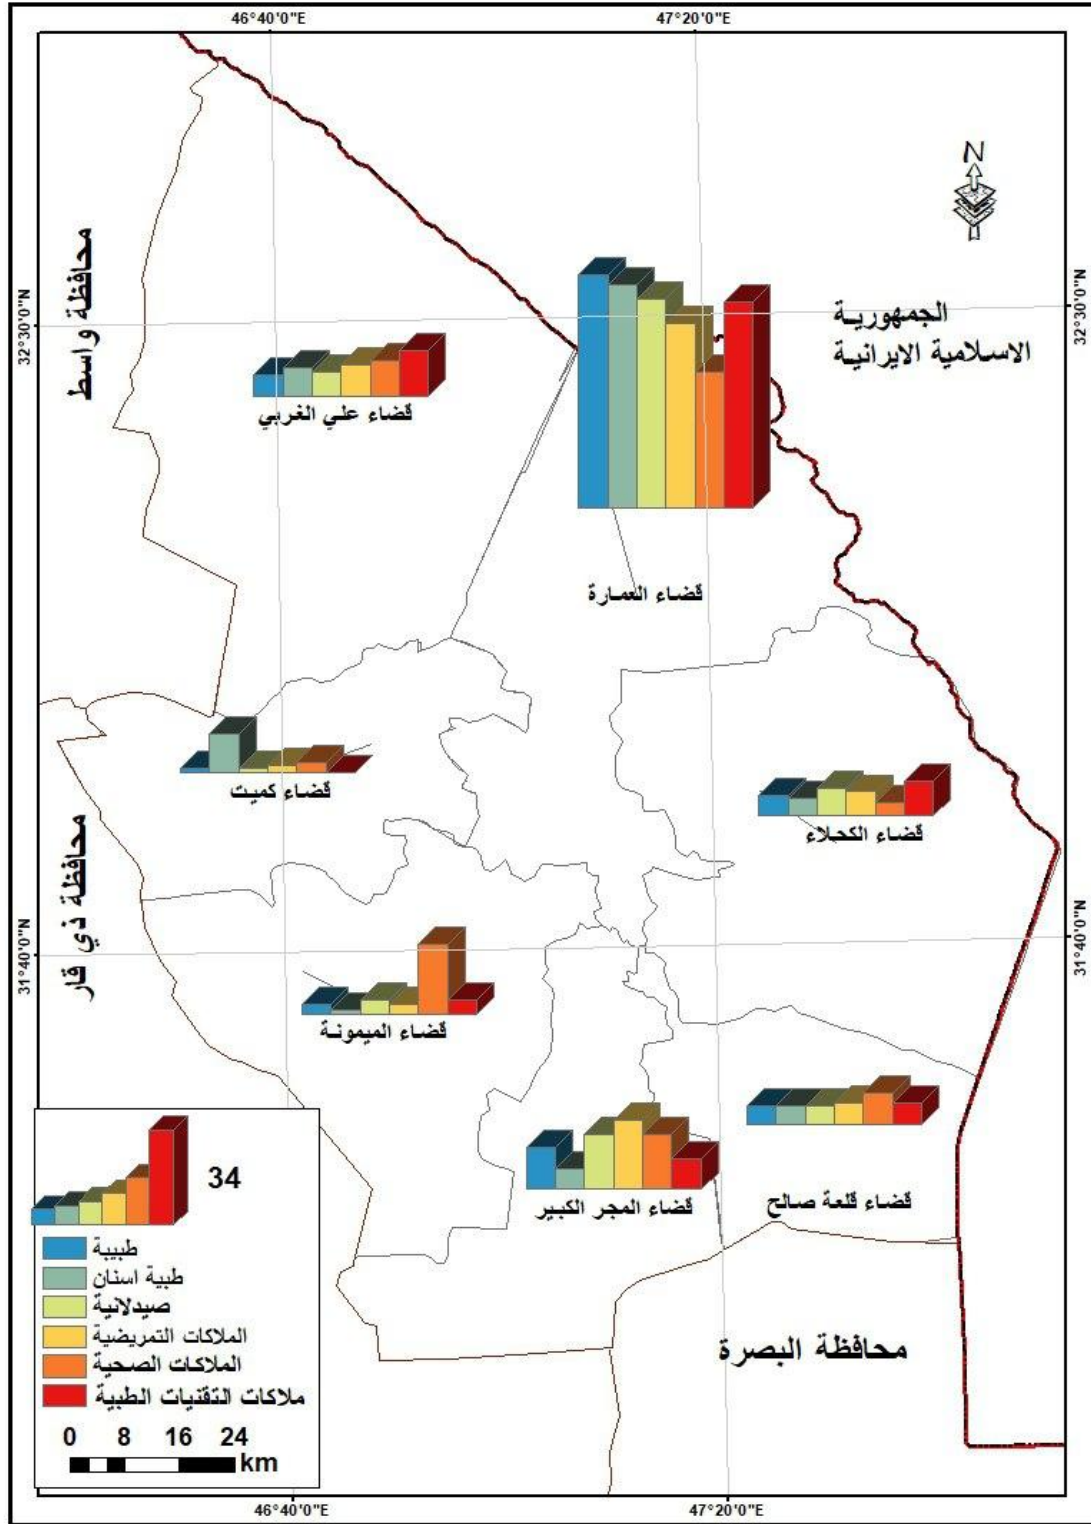 46°40'0"E
47°20'0"E
N
محافظة واسط
32°30'0"N
32°30'0"N
الجمهورية
الاسلامية الايرانية
قضاء علي الغربي
قضاء العمارة
قضاء كميت
قضاء الكحلاء
محافظة ذي قار
31°40'0"N
31°40'0"N
قضاء الميمونة
قضاء المجر الكبير
قضاء قلعة صالح
محافظة البصرة
34
طبيبة
طبية اسنان
صيدلانية
الملاكات التمريضية
الملاكات الصحية
ملاكات التقنيات الطبية
0 8 16 24
km
46°40'0"E
47°20'0"E